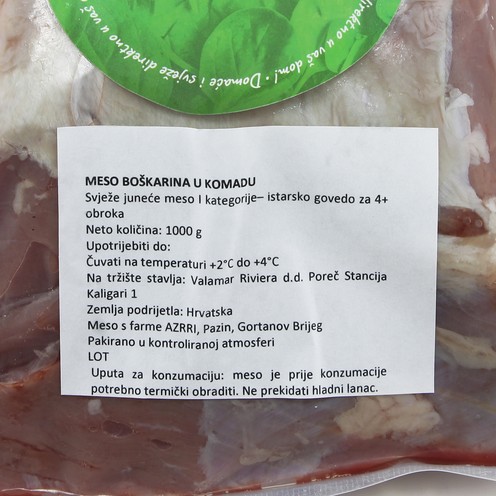 direktno u vaš dom! • Domaće i svježe direktno u vaš
MESO BOŠKARINA U KOMADU
Svježe juneće meso I kategorije– istarsko govedo za 4+
obroka
Neto količina: 1000 g
Upotrijebiti do:
Čuvati na temperaturi +2°C do +4°C
Na tržište stavlja: Valamar Riviera d.d. Poreč Stancija
Kaligari 1
Zemlja podrijetla: Hrvatska
Meso s farme AZRRI, Pazin, Gortanov Brijeg
Pakirano u kontroliranoj atmosferi
LOT
Uputa za konzumaciju: meso je prije konzumacije
potrebno termički obraditi. Ne prekidati hladni lanac.